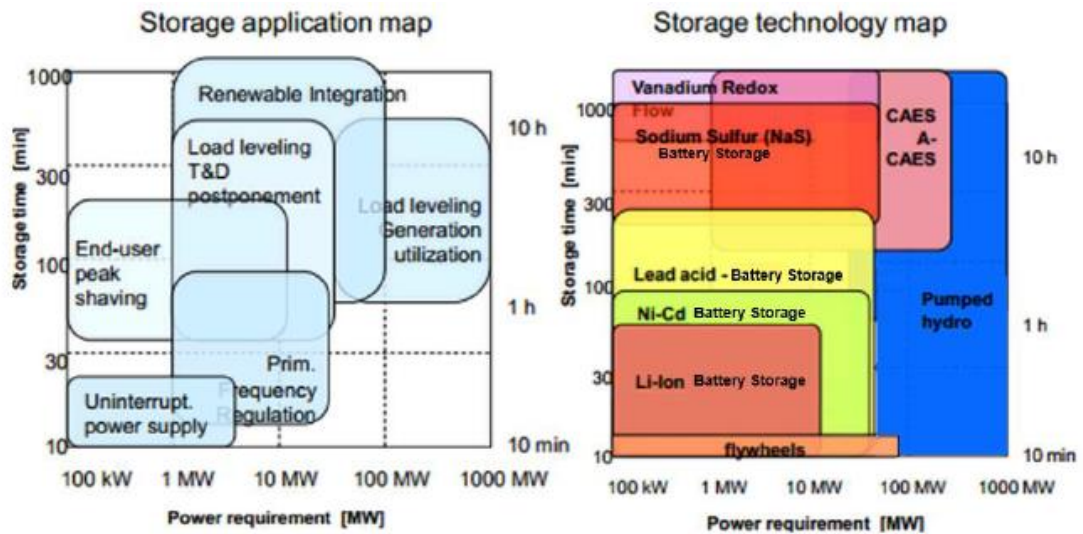 Storage application map
1000
300
100
30
10
Storage time [min]
Renewable Integration
Load leveling
T&D
postponement
Load leveling
Generation
utilization
End-user
peak
shaving
Prim.
Frequency
Regulation
Uninterrupt.
power supply
10 h
1 h
10 min
100 kW
1 MW
10 MW
100 MW
1000 MW
Power requirement [MW]
Storage technology map
1000
300
100
30
10
Storage time [min]
Vanadium Redox
Flow
Sodium Sulfur (NaS)
Battery Storage
CAES
A-
CAES
Lead acid - Battery Storage
Ni-Cd Battery Storage
Li-Ion Battery Storage
flywheels
Pumped
hydro
10 h
1 h
10 min
100 kW
1 MW
10 MW
100 MW
1000 MW
Power requirement [MW]